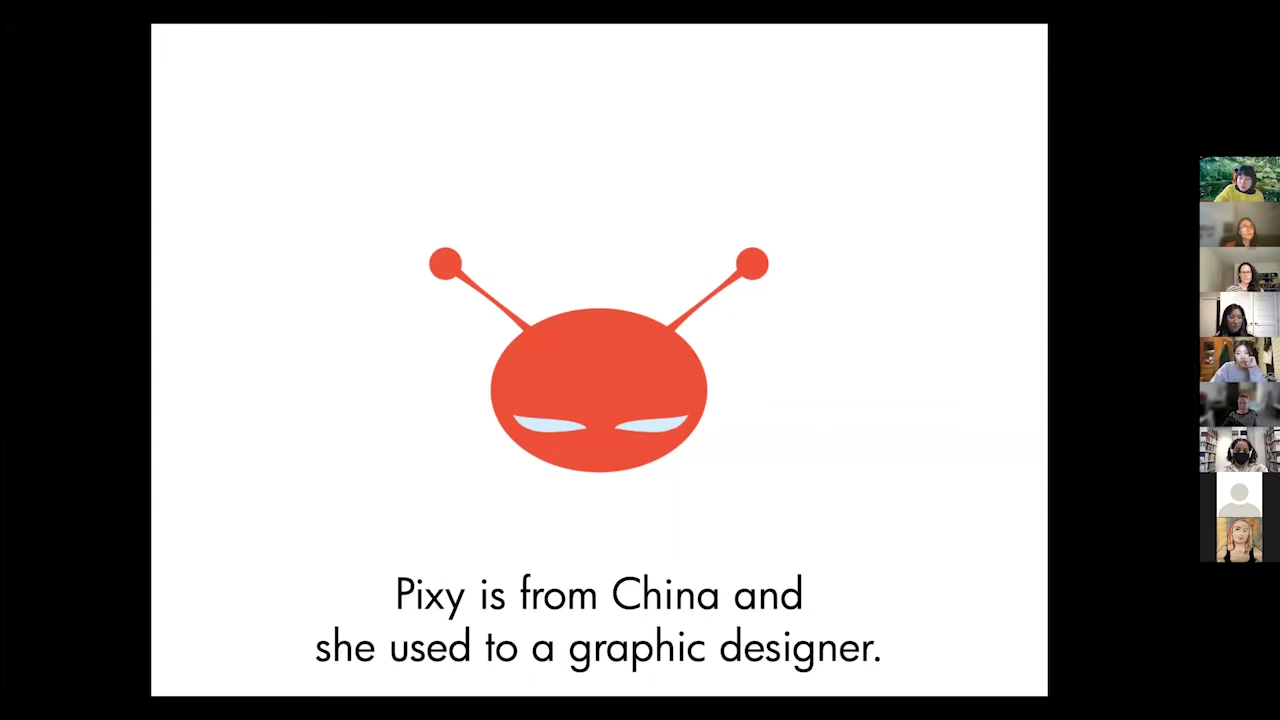 Pixy is from China and
she used to a graphic designer.